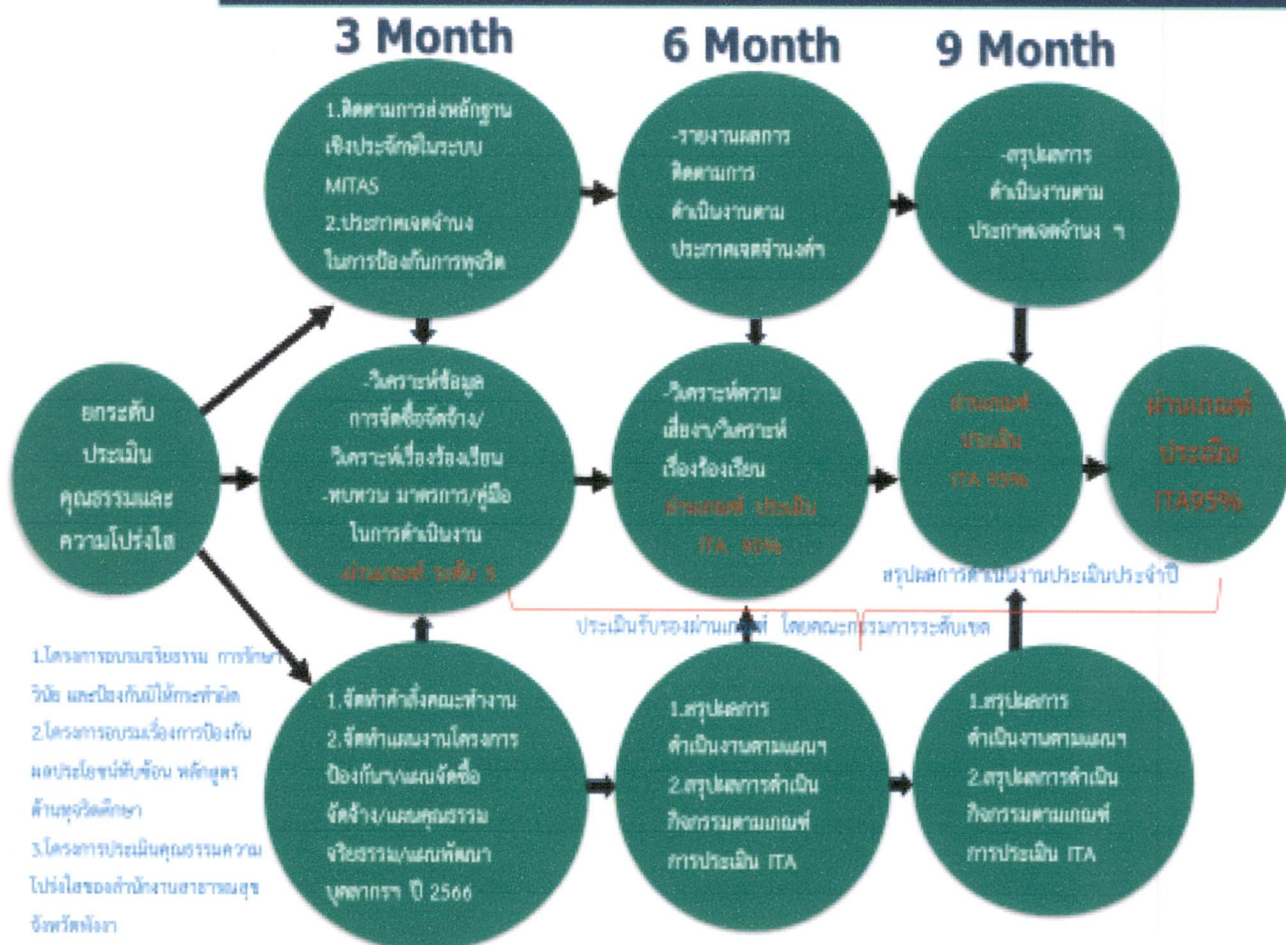 3 Month
6 Month
9 Month
1.ติดตามการส่งหลักฐาน
เชิงประจักษ์ในระบบ
MITAS
2.ประกาศเจตจำนง
ในการป้องกันการทุจริต
-รายงานผลการ
ติดตามการ
ดำเนินงานตาม
ประกาศเจตจำนงค์ฯ
-สรุปผลการ
ดำเนินงานตาม
ประกาศเจตจำนง ฯ
ยกระดับ
ประเมิน
คุณธรรมและ
ความโปร่งใส
-วิเคราะห์ข้อมูล
การจัดซื้อจัดจ้าง/
วิเคราะห์เรื่องร้องเรียน
-ทบทวน มาตรการ/คู่มือ
ในการดำเนินงาน
ผ่านเกณฑ์ ระดับ 5
-วิเคราะห์ความ
เสี่ยงฯ/วิเคราะห์
เรื่องร้องเรียน
ผ่านเกณฑ์ ประเมิน
ITA 90%
ผ่านเกณฑ์
ประเมิน
ITA 95%
ผ่านเกณฑ์
ประเมิน
ITA95%
สรุปผลการดำเนินงานประเมินประจำปี
ประเมินรับรองผ่านเกณฑ์ โดยคณะกรรมการระดับเขต
1.โครงการอบรมจริยธรรม การรักษา
วินัย และป้องกันมิให้กระทำผิด
2.โครงการอบรมเรื่องการป้องกัน
ผลประโยชน์ทับซ้อน หลักสูตร
ต้านทุจริตศึกษา
3.โครงการประเมินคุณธรรมความ
โปร่งใสของสำนักงานสาธารณสุข
จังหวัดพังงา
1.จัดทำคำสั่งคณะทำงาน
2.จัดทำแผนงานโครงการ
ป้องกันฯ/แผนจัดซื้อ
จัดจ้าง/แผนคุณธรรม
จริยธรรม/แผนพัฒนา
บุคลากรฯ ปี 2566
1.สรุปผลการ
ดำเนินงานตามแผนฯ
2.สรุปผลการดำเนิน
กิจกรรมตามเกณฑ์
การประเมิน ITA
1.สรุปผลการ
ดำเนินงานตามแผนฯ
2.สรุปผลการดำเนิน
กิจกรรมตามเกณฑ์
การประเมิน ITA